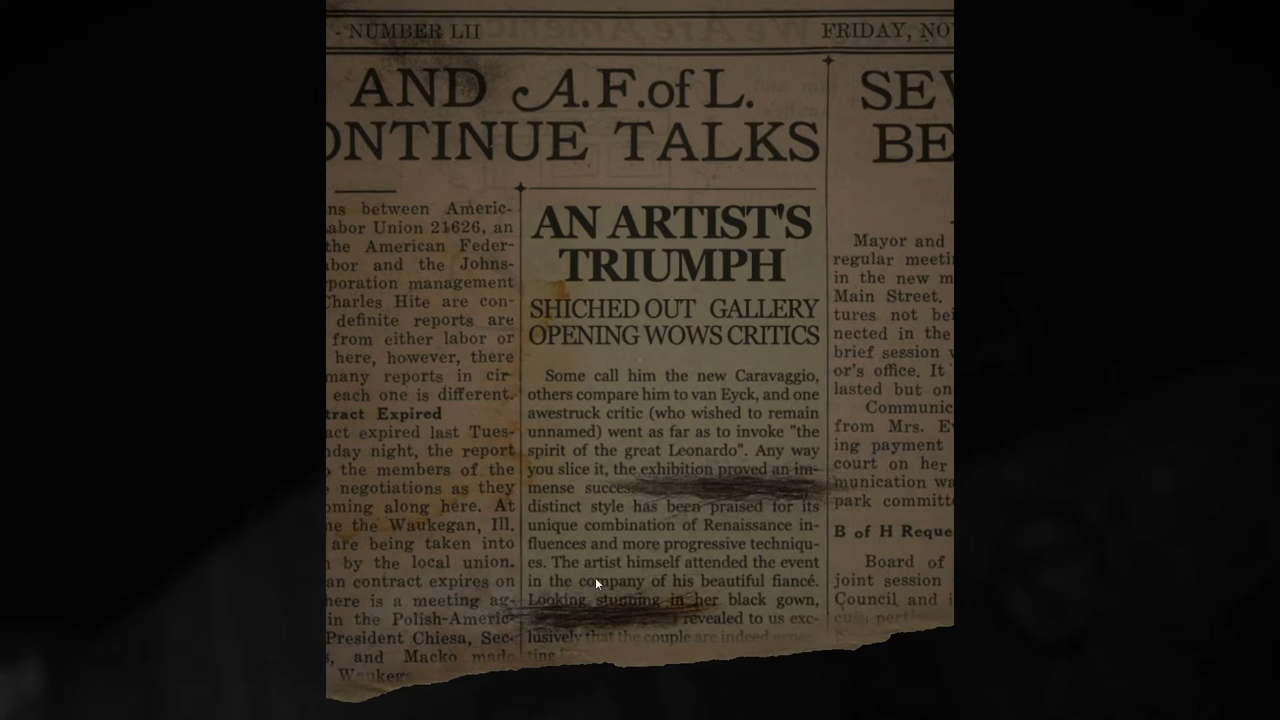 - NUMBER LII
FRIDAY, NO
AND A.F.of L.
ONTINUE TALKS
SEV
BE
ns between Americ-
abor Union 21626, an
the American Feder-
bor and the Johns-
poration management
Charles Hite are con-
definite reports are
from either labor or
here, however, there
many reports in cir-
each one is different.
tract Expired
act expired last Tues-
day night, the report
the members of the
negotiations as they
oming along here. At
e the Waukegan, Ill.
are being taken into
by the local union.
an contract expires on
here is a meeting ag-
in the Polish-Americ-
President Chiesa, Sec-
, and Macko made
Waukega
AN ARTIST'S
TRIUMPH
SHICHED OUT GALLERY
OPENING WOWS CRITICS
Some call him the new Caravaggio,
others compare him to van Eyck, and one
awestruck critic (who wished to remain
unnamed) went as far as to invoke "the
spirit of the great Leonardo". Any way
you slice it, the exhibition proved an im-
mense succes
distinct style has been praised for its
unique combination of Renaissance in-
fluences and more progressive techniqu-
es. The artist himself attended the event
in the company of his beautiful fiancé.
Looking stunning in her black gown,
revealed to us exc-
lusively that the couple are indeed expec-
ting
Mayor and
regular meeti
in the new m
Main Street.
tures not bei
nected in the
brief session
or's office. It
lasted but on
Communic
from Mrs. Ev
ing payment
court on her
munication wa
park committe
B of H Reque
Board of
joint session
Council and i